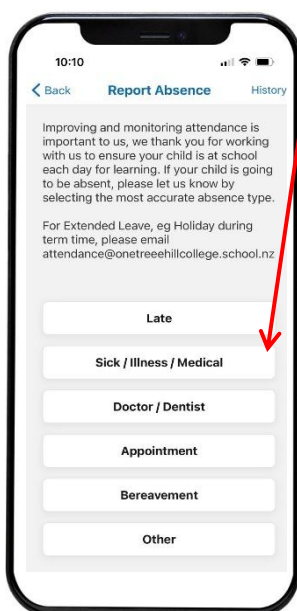 10:10
Back Report Absence History
Improving and monitoring attendance is
important to us, we thank you for working
with us to ensure your child is at school
each day for learning. If your child is going
to be absent, please let us know by
selecting the most accurate absence type.
For Extended Leave, eg Holiday during
term time, please email
attendance@onetreeehillcollege.school.nz
Late
Sick / Illness / Medical
Doctor / Dentist
Appointment
Bereavement
Other